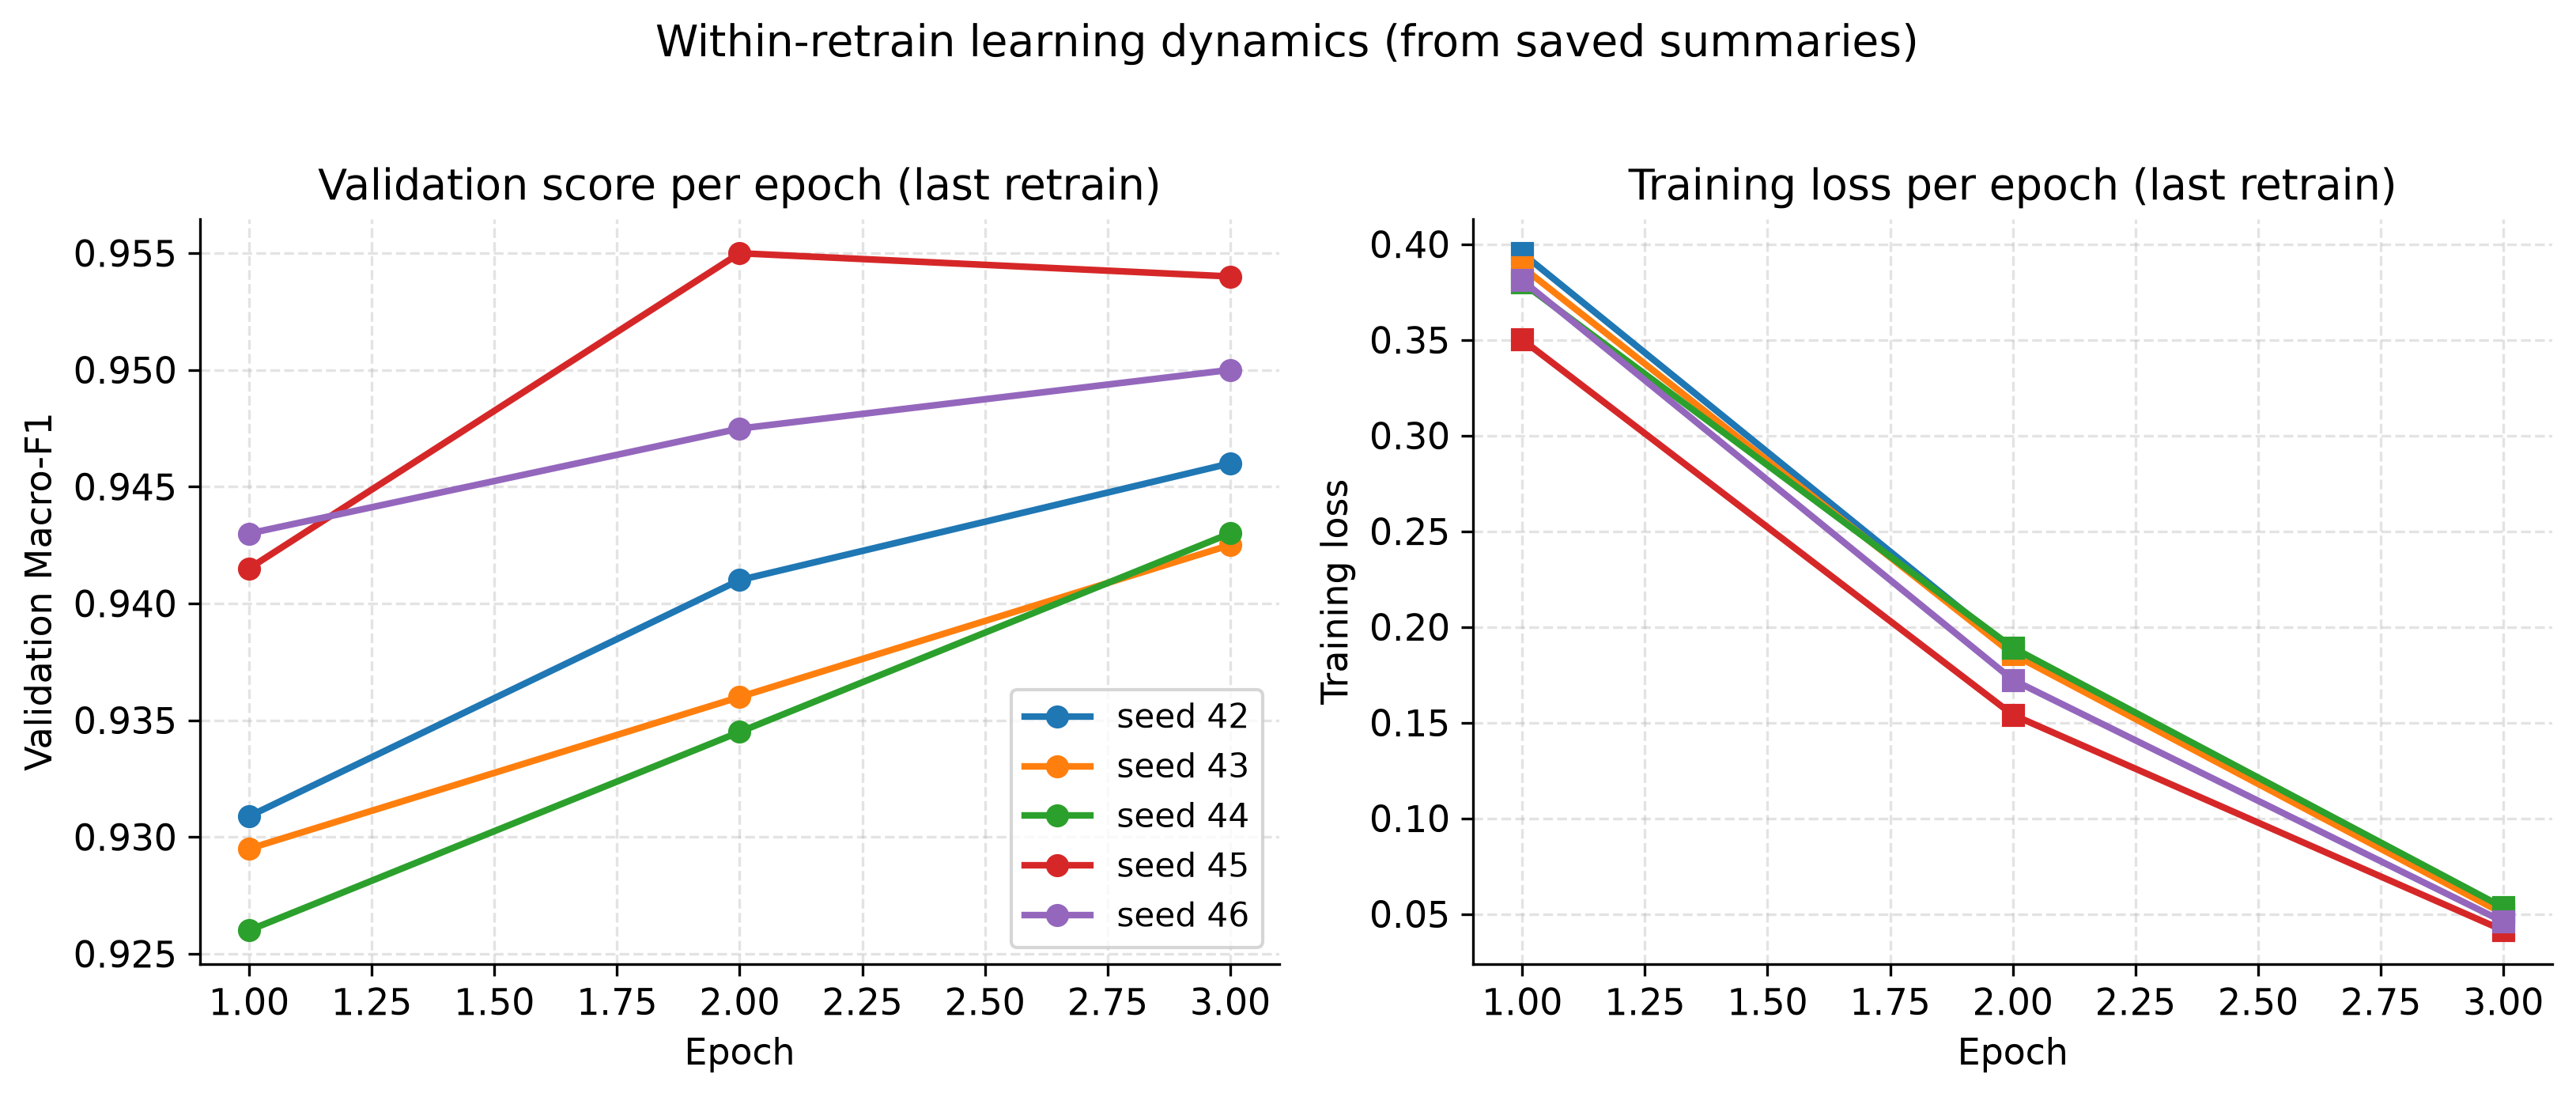 Within-retrain learning dynamics (from saved summaries)
Validation score per epoch (last retrain)
Validation Macro-F1
0.955
0.950
0.945
0.940
0.935
0.930
0.925
seed 42
seed 43
seed 44
seed 45
seed 46
1.00 1.25 1.50 1.75 2.00 2.25 2.50 2.75 3.00
Epoch
Training loss per epoch (last retrain)
Training loss
0.40
0.35
0.30
0.25
0.20
0.15
0.10
0.05
1.00 1.25 1.50 1.75 2.00 2.25 2.50 2.75 3.00
Epoch